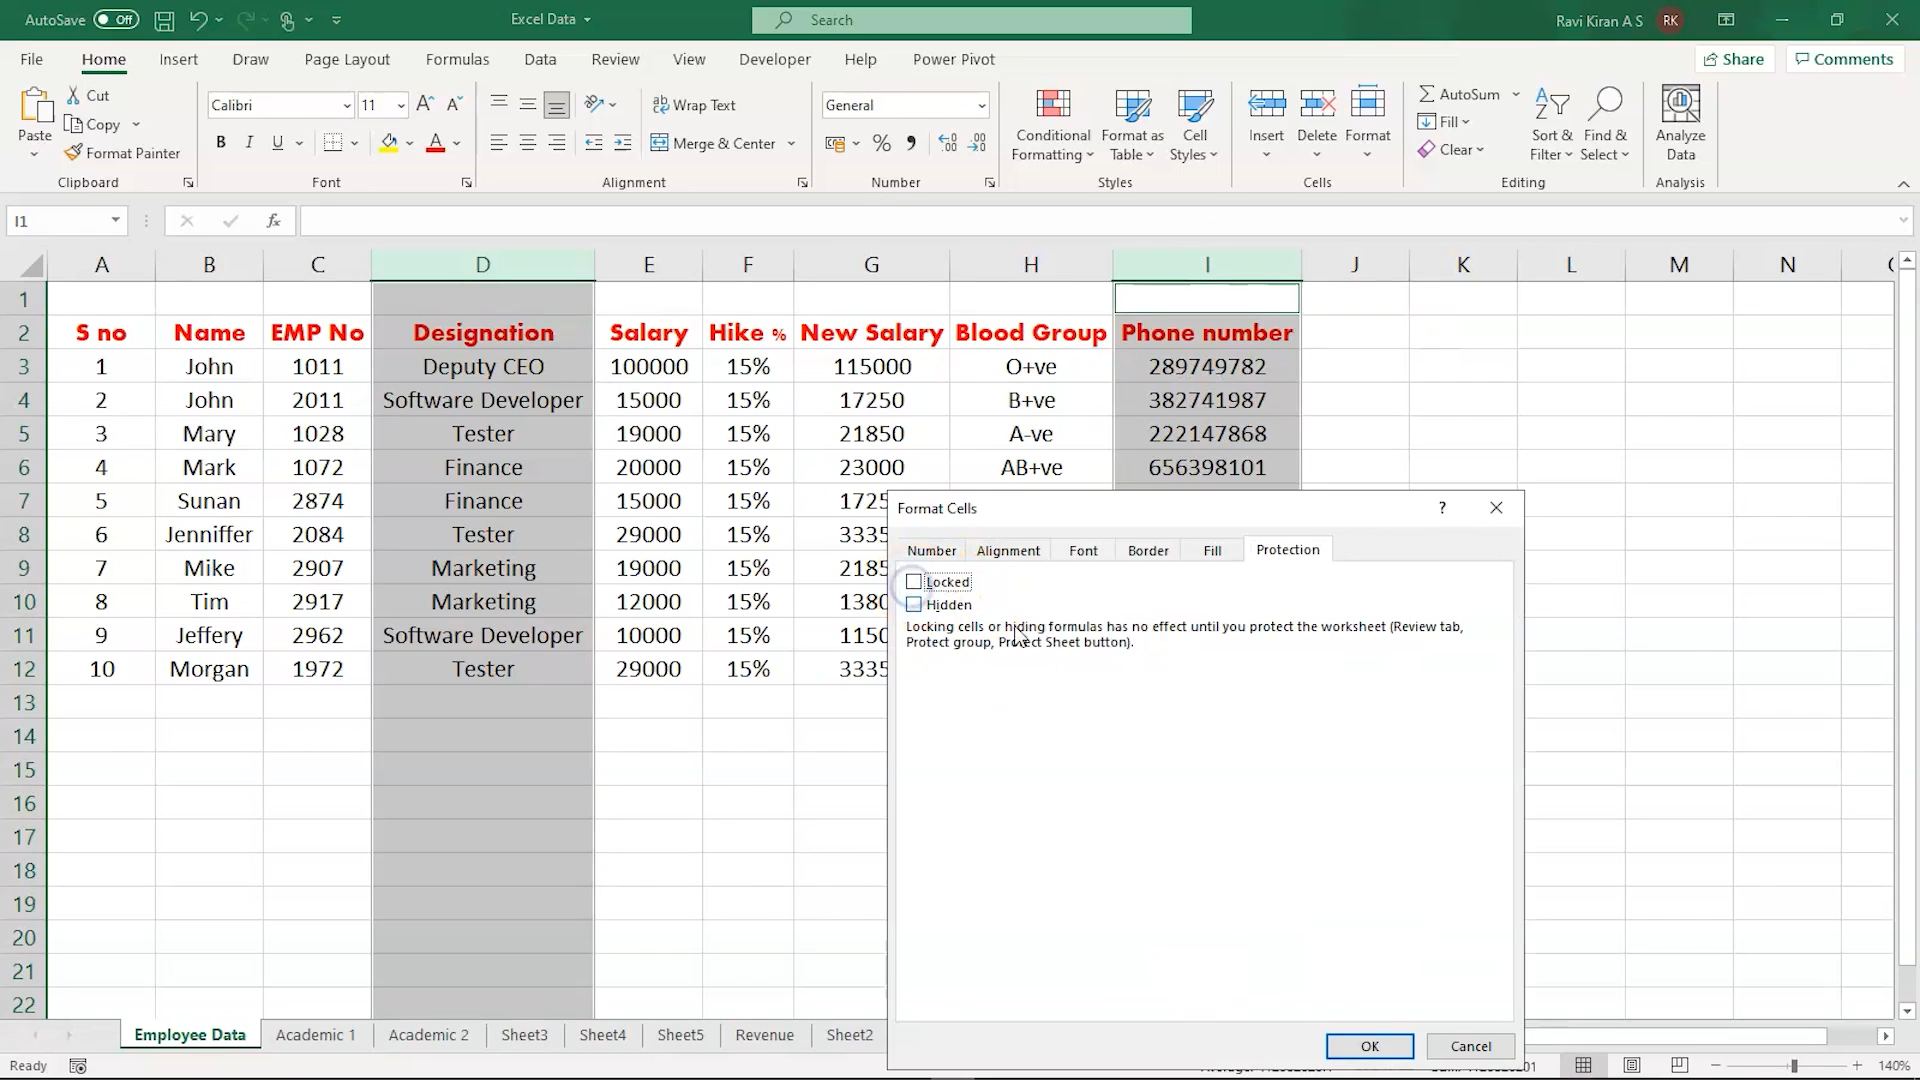 AutoSave Off Excel Data Search Ravi Kiran A S RK
File Home Insert Draw Page Layout Formulas Data Review View Developer Help Power Pivot Share Comments
Paste Cut Copy Format Painter Clipboard
Calibri 11 B I U Font
Wrap Text Merge & Center Alignment
General % Number
Conditional Formatting Format as Table Cell Styles Styles
Insert Delete Format Cells
AutoSum Fill Clear Sort & Filter Find & Select Editing
Analyze Data Analysis
I1 fx
A B C D E F G H I J K L M N
1
2 S no Name EMP No Designation Salary Hike % New Salary Blood Group Phone number
3 1 John 1011 Deputy CEO 100000 15% 115000 O+ve 289749782
4 2 John 2011 Software Developer 15000 15% 17250 B+ve 382741987
5 3 Mary 1028 Tester 19000 15% 21850 A-ve 222147868
6 4 Mark 1072 Finance 20000 15% 23000 AB+ve 656398101
7 5 Sunan 2874 Finance 15000 15% 1725
8 6 Jenniffer 2084 Tester 29000 15% 3335
9 7 Mike 2907 Marketing 19000 15% 2185
10 8 Tim 2917 Marketing 12000 15% 1380
11 9 Jeffery 2962 Software Developer 10000 15% 1150
12 10 Morgan 1972 Tester 29000 15% 3335
13
14
15
16
17
18
19
20
21
22
Format Cells ?
Number Alignment Font Border Fill Protection
Locked
Hidden
Locking cells or hiding formulas has no effect until you protect the worksheet (Review tab,
Protect group, Protect Sheet button).
OK Cancel
Employee Data Academic 1 Academic 2 Sheet3 Sheet4 Sheet5 Revenue Sheet2
Ready 140%